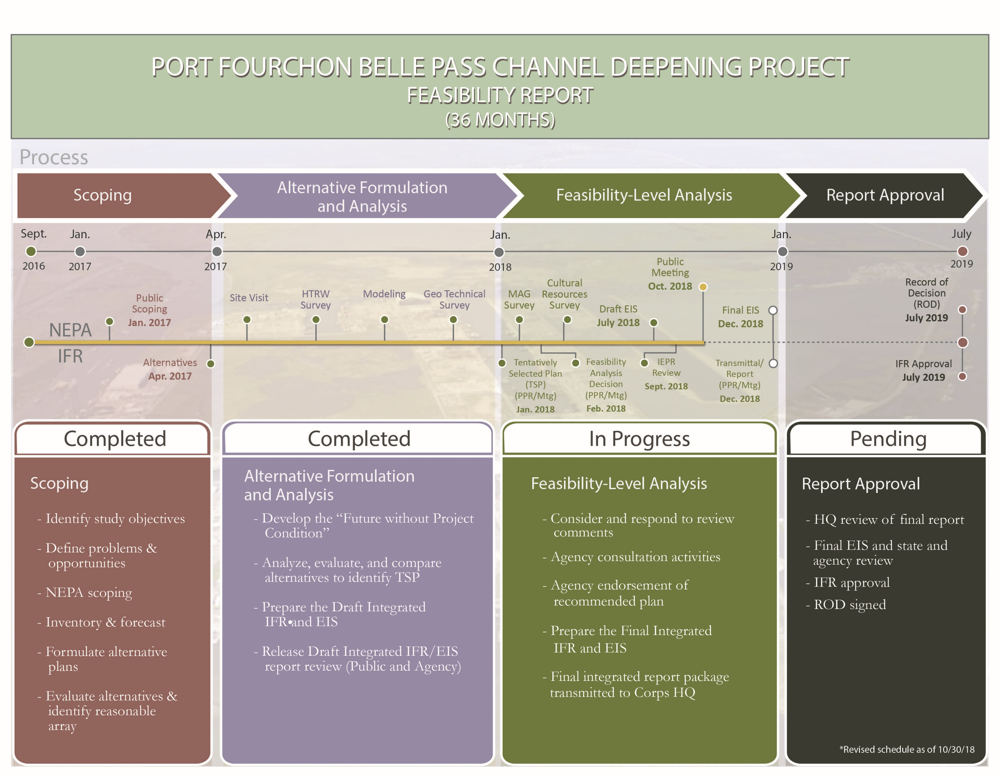 PORT FOURCHON BELLE PASS CHANNEL DEEPENING PROJECT
FEASIBILITY REPORT
(36 MONTHS)
Process
Scoping
Alternative Formulation
and Analysis
Feasibility-Level Analysis
Report Approval
Sept.
2016
Jan.
2017
Apr.
2017
Jan.
2018
Jan.
2019
July
2019
NEPA
IFR
Public
Scoping
Jan. 2017
Alternatives
Apr. 2017
Site Visit
HTRW
Survey
Modeling
Geo Technical
Survey
MAG
Survey
Cultural
Resources
Survey
Draft EIS
July 2018
Public
Meeting
Oct. 2018
Final EIS
Dec. 2018
Record of
Decision
(ROD)
July 2019
Tentatively
Selected Plan
(TSP)
(PPR/Mtg)
Jan. 2018
Feasibility
Analysis
Decision
(PPR/Mtg)
Feb. 2018
IEPR
Review
Sept. 2018
Transmittal/
Report
(PPR/Mtg)
Dec. 2018
IFR Approval
July 2019
Completed
Scoping
- Identify study objectives
- Define problems &
opportunities
- NEPA scoping
- Inventory & forecast
- Formulate alternative
plans
- Evaluate alternatives &
identify reasonable
array
Completed
Alternative Formulation
and Analysis
- Develop the “Future without Project
Condition”
- Analyze, evaluate, and compare
alternatives to identify TSP
- Prepare the Draft Integrated
IFR•and EIS
- Release Draft Integrated IFR/EIS
report review (Public and Agency)
In Progress
Feasibility-Level Analysis
- Consider and respond to review
comments
- Agency consultation activities
- Agency endorsement of
recommended plan
- Prepare the Final Integrated
IFR and EIS
- Final integrated report package
transmitted to Corps HQ
Pending
Report Approval
- HQ review of final report
- Final EIS and state and
agency review
- IFR approval
- ROD signed
*Revised schedule as of 10/30/18